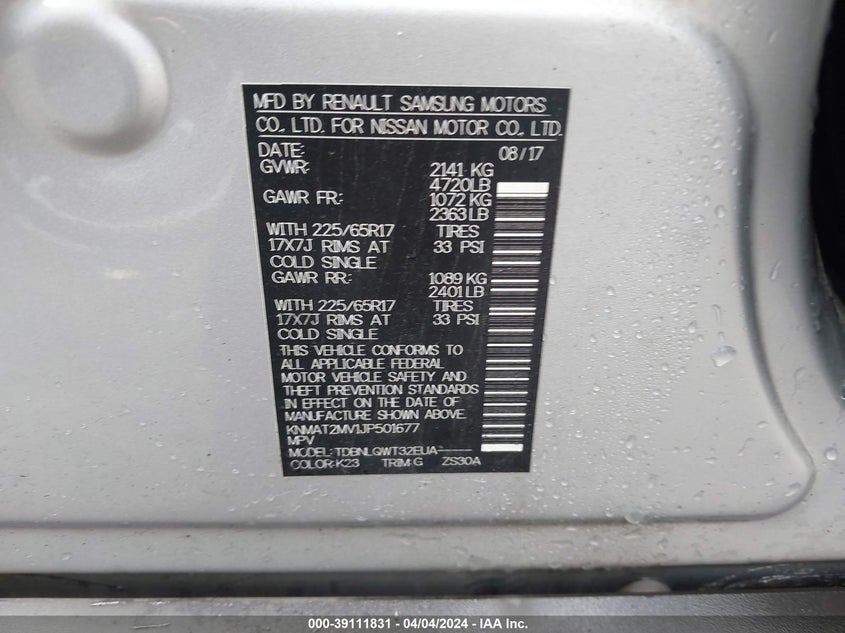 MFD BY RENAULT SAMSUNG MOTORS
CO., LTD. FOR NISSAN MOTOR CO., LTD.
DATE: 08/17
GVWR: 2141 KG
4720LB
GAWR FR: 1072 KG
2363LB
WITH 225/65R17 TIRES
17X7J RIMS AT 33 PSI
COLD SINGLE
GAWR RR: 1089 KG
2401LB
WITH 225/65R17 TIRES
17X7J RIMS AT 33 PSI
COLD SINGLE
THIS VEHICLE CONFORMS TO
ALL APPLICABLE FEDERAL
MOTOR VEHICLE SAFETY AND
THEFT PREVENTION STANDARDS
IN EFFECT ON THE DATE OF
MANUFACTURE SHOWN ABOVE.
KNMAT2MV1JP501677
MPV
MODEL: TDBNLQWT32EUA-----
COLOR:K23 TRIM:G ZS30A
000-39111831 - 04/04/2024 - IAA Inc.